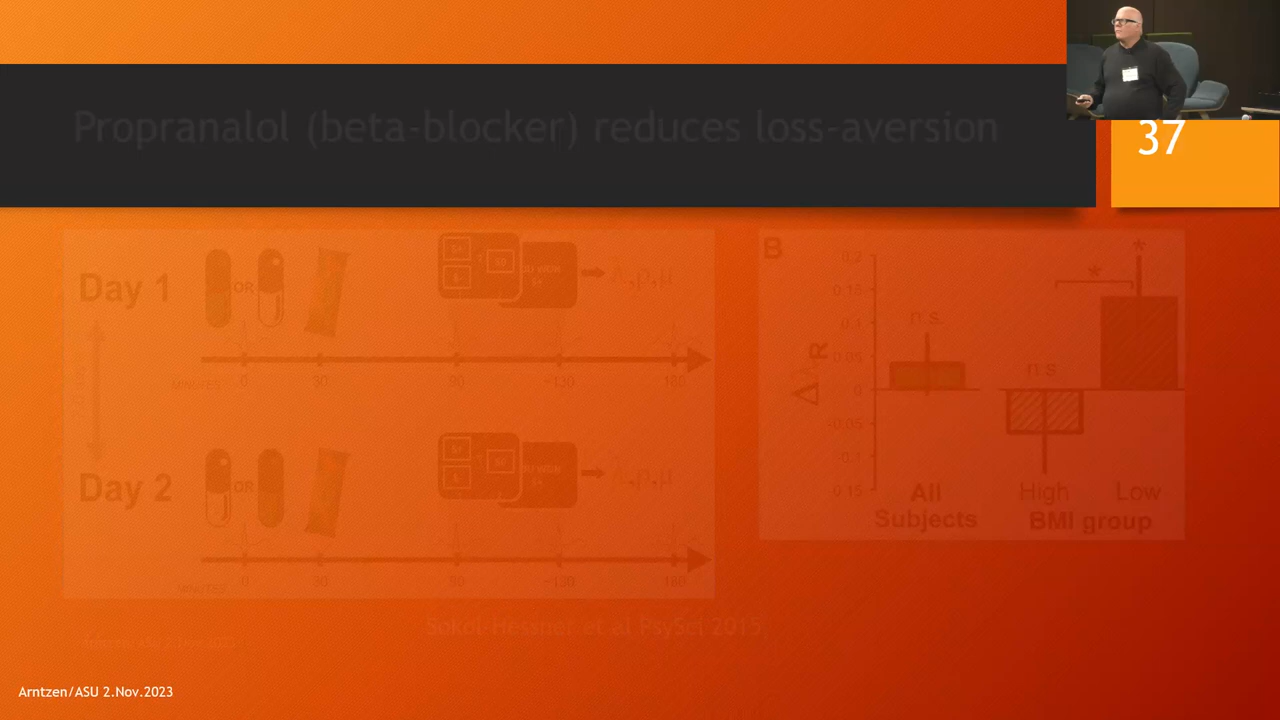 Propranalol (beta-blocker) reduces loss-aversion
37
Day 1
OR
MINUTES 0 30 90 ~130 180
Day 2
OR
MINUTES 0 30 90 ~130 180
B
0.2
0.15
0.1
0.05
0
-0.05
-0.1
-0.15
n.s.
n.s.
*
*
All Subjects
High
Low
BMI group
Sokol-Hessner et al PsySci 2015
Arntzen/ASU 2.Nov.2023